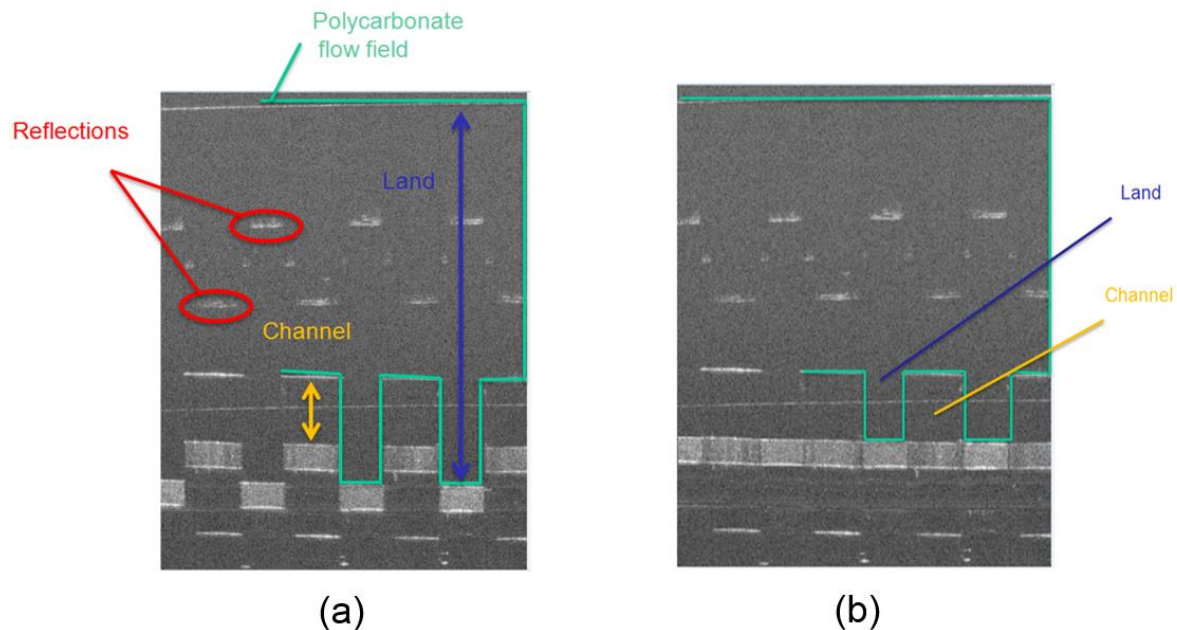 Polycarbonate
flow field
Reflections
Land
Channel
(a)
Land
Channel
(b)